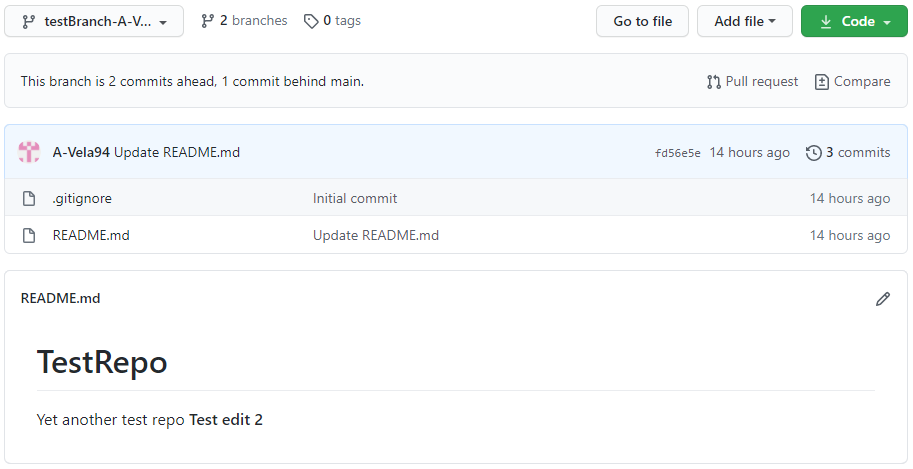 testBranch-A-V... 2 branches 0 tags Go to file Add file Code
This branch is 2 commits ahead, 1 commit behind main. Pull request Compare
A-Vela94 Update README.md fd56e5e 14 hours ago 3 commits
.gitignore Initial commit 14 hours ago
README.md Update README.md 14 hours ago
README.md
TestRepo
Yet another test repo Test edit 2